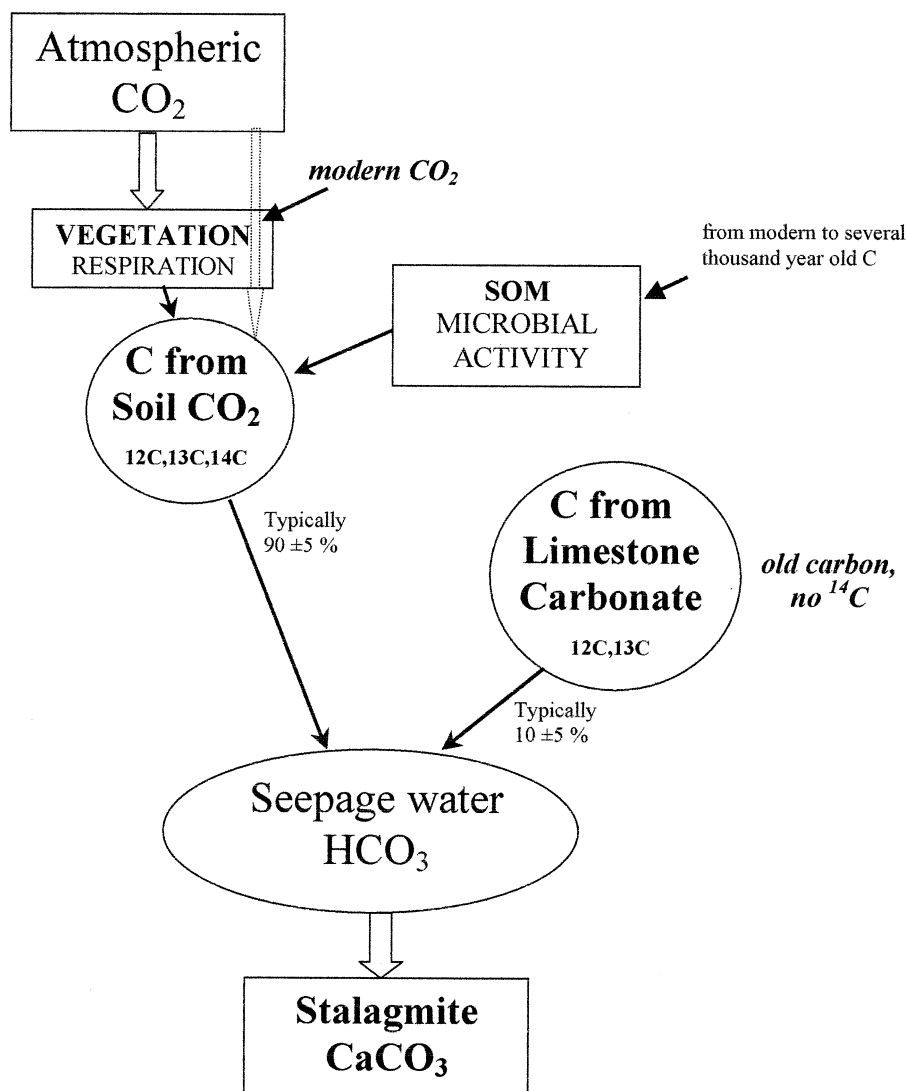 Atmospheric
CO₂
modern CO₂
VEGETATION
RESPIRATION
from modern to several
thousand year old C
SOM
MICROBIAL
ACTIVITY
C from
Soil CO₂
12C,13C,14C
Typically
90 ±5 %
C from
Limestone
Carbonate
12C,13C
old carbon,
no ¹⁴C
Typically
10 ±5 %
Seepage water
HCO₃
Stalagmite
CaCO₃